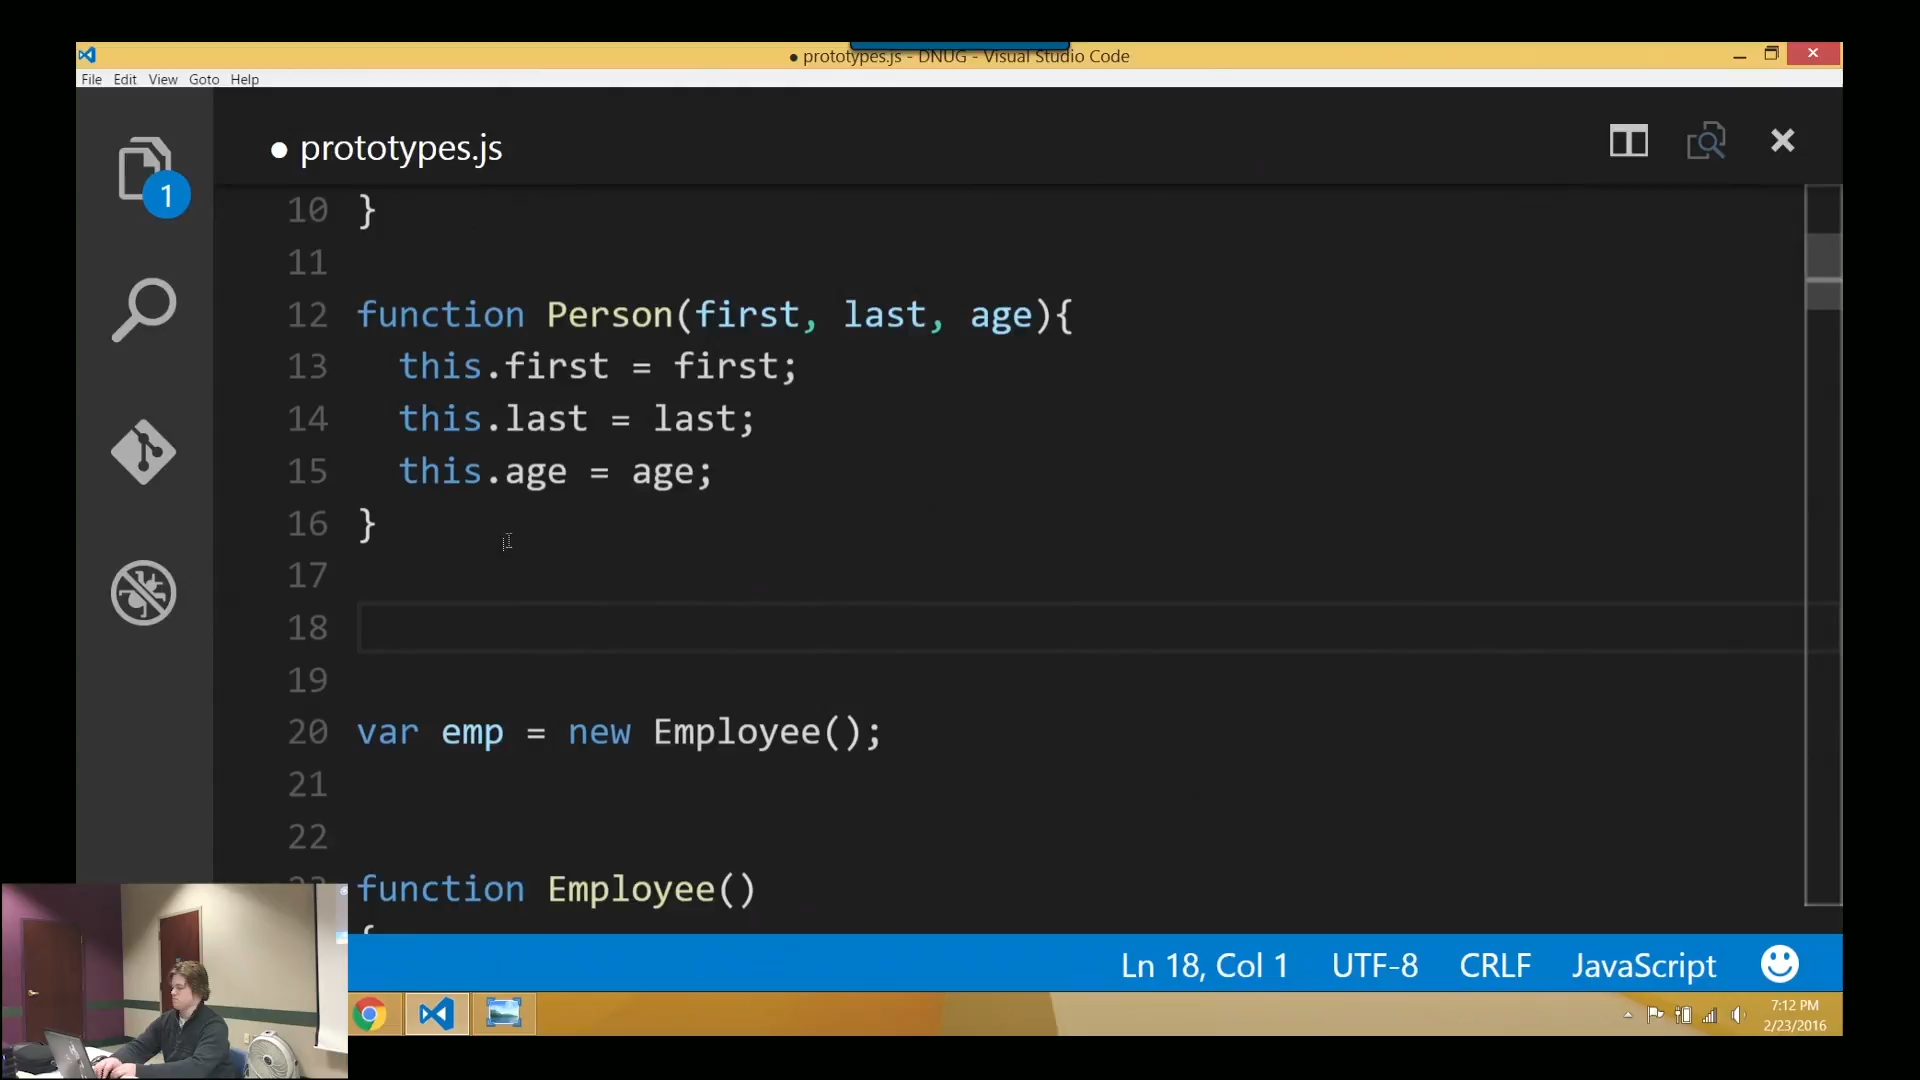 ● prototypes.js - DNUG - Visual Studio Code
File Edit View Goto Help
● prototypes.js
1
10 }
11
12 function Person(first, last, age){
13 this.first = first;
14 this.last = last;
15 this.age = age;
16 }
17
18
19
20 var emp = new Employee();
21
22
function Employee()
{
Ln 18, Col 1 UTF-8 CRLF JavaScript
7:12 PM
2/23/2016